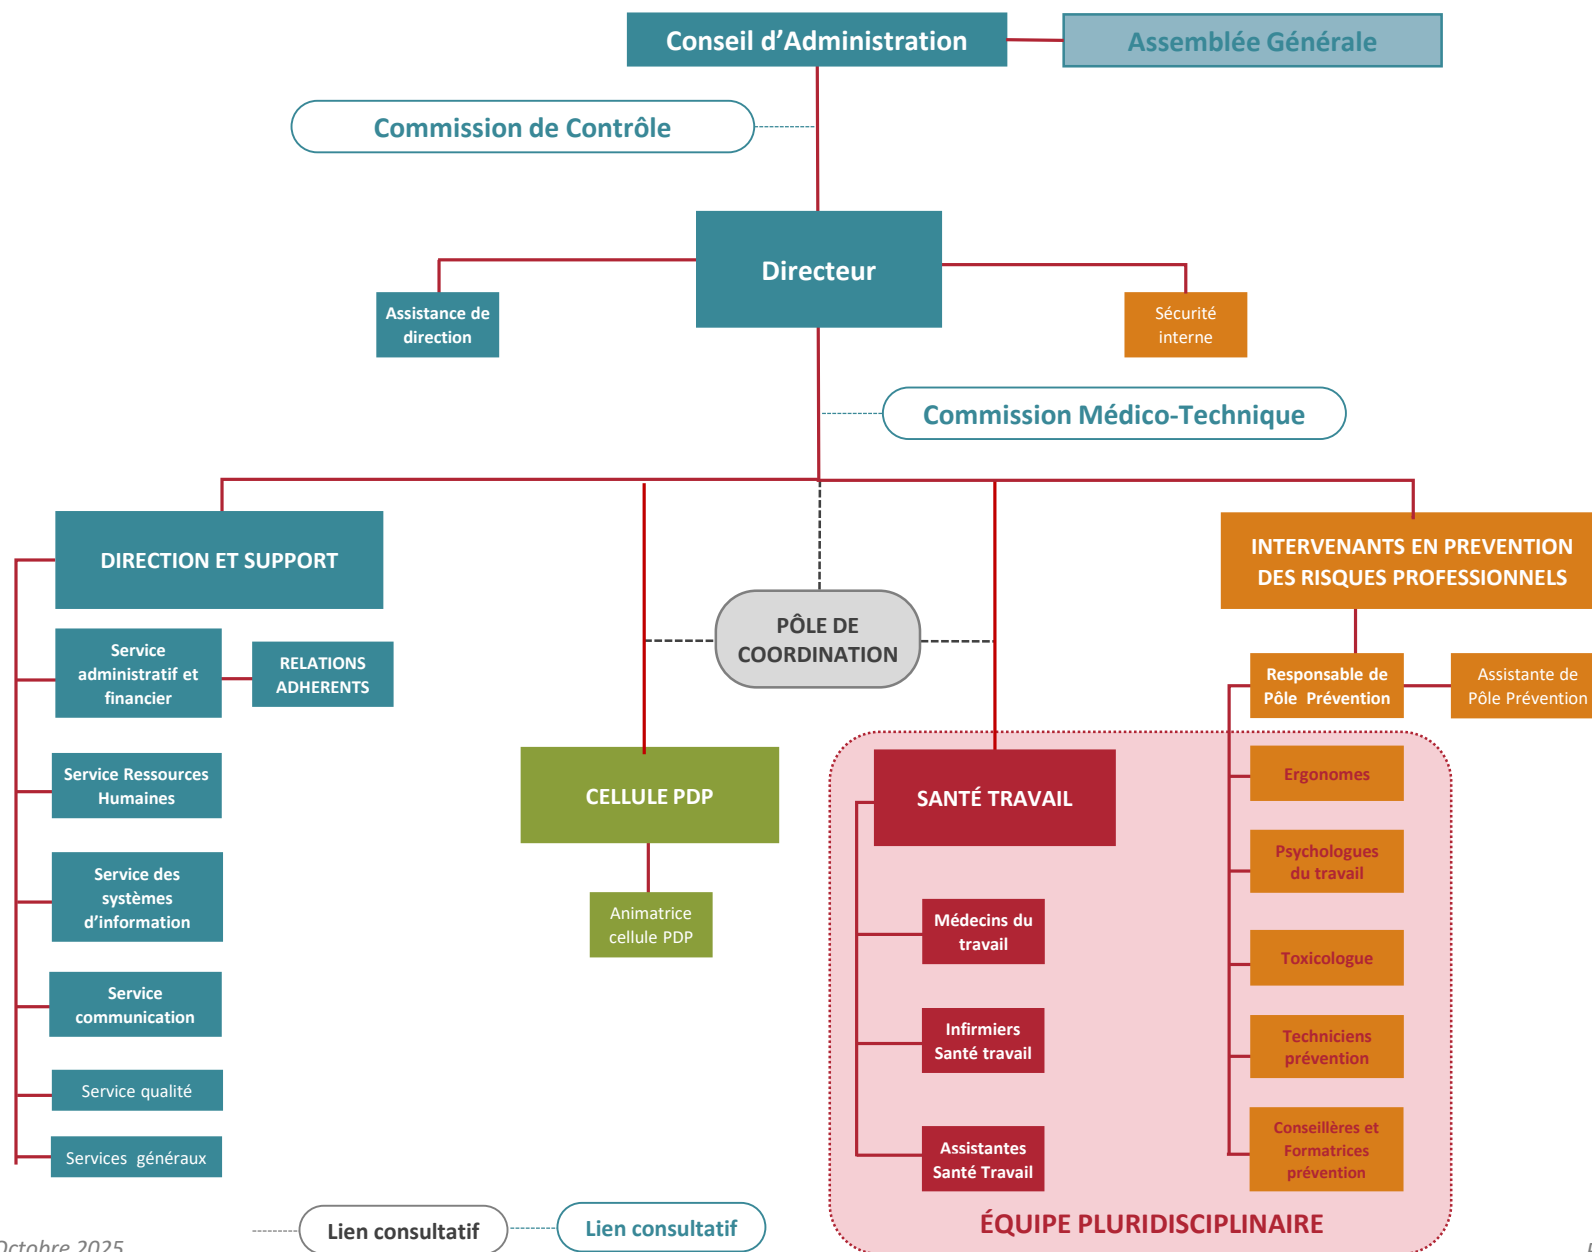 Conseil d'Administration
Assemblée Générale
Commission de Contrôle
Directeur
Assistance de
direction
Sécurité
interne
Commission Médico-Technique
DIRECTION ET SUPPORT
INTERVENANTS EN PREVENTION
DES RISQUES PROFESSIONNELS
PÔLE DE
COORDINATION
Service
administratif et
financier
RELATIONS
ADHERENTS
Responsable de
Pôle Prévention
Assistante de
Pôle Prévention
Service Ressources
Humaines
CELLULE PDP
SANTÉ TRAVAIL
Ergonomes
Psychologues
du travail
Service des
systèmes
d'information
Animatrice
cellule PDP
Médecins du
travail
Toxicologue
Service
communication
Infirmiers
Santé travail
Techniciens
prévention
Service qualité
Services généraux
Assistantes
Santé Travail
Conseillères et
Formatrices
prévention
Lien consultatif
Lien consultatif
ÉQUIPE PLURIDISCIPLINAIRE
Octobre 2025